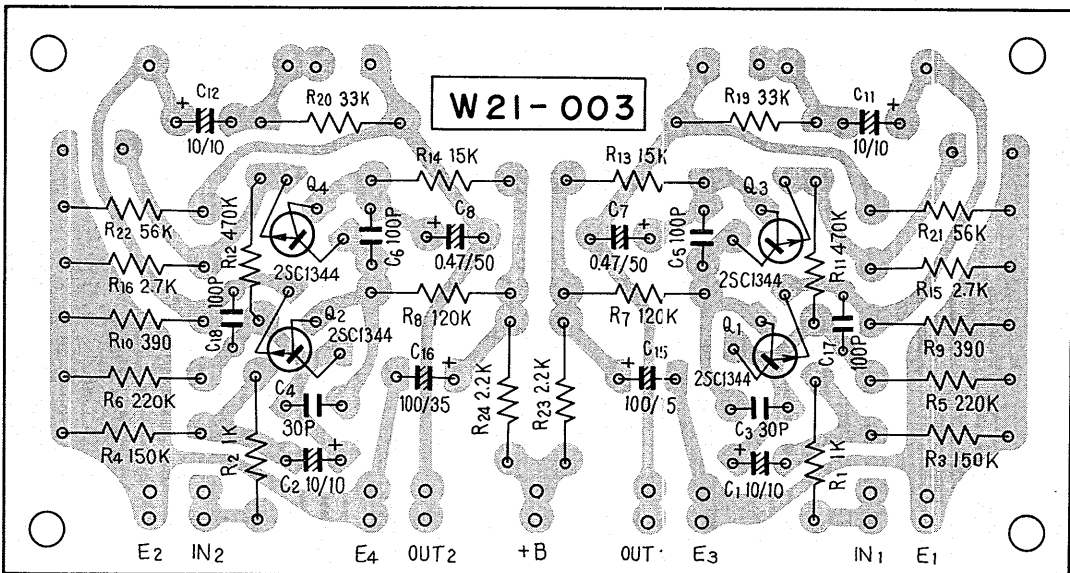 W21-003
C12
+
10/10
R20 33K
R19 33K
C11
+
10/10
R14 15K
R13 15K
Q4
Q3
R22 56K
R12 470K
C6 100P
C8
+
0.47/50
C7
+
0.47/50
C5 100P
R11 470K
R21 56K
2SC1344
2SC1344
R16 2.7K
R15 2.7K
C18 100P
Q2
2SC1344
R8 120K
R7 120K
Q1
2SC1344
C17 100P
R10 390
R9 390
C16
+
100/35
C15
+
R24 2.2K
R23 2.2K
R6 220K
R5 220K
C4
30P
C3 30P
R4 150K
R2 1K
R1 1K
R3 150K
+
C2 10/10
+
C1 10/10
E2 IN2 E4 OUT2 +B OUT E3 IN1 E1